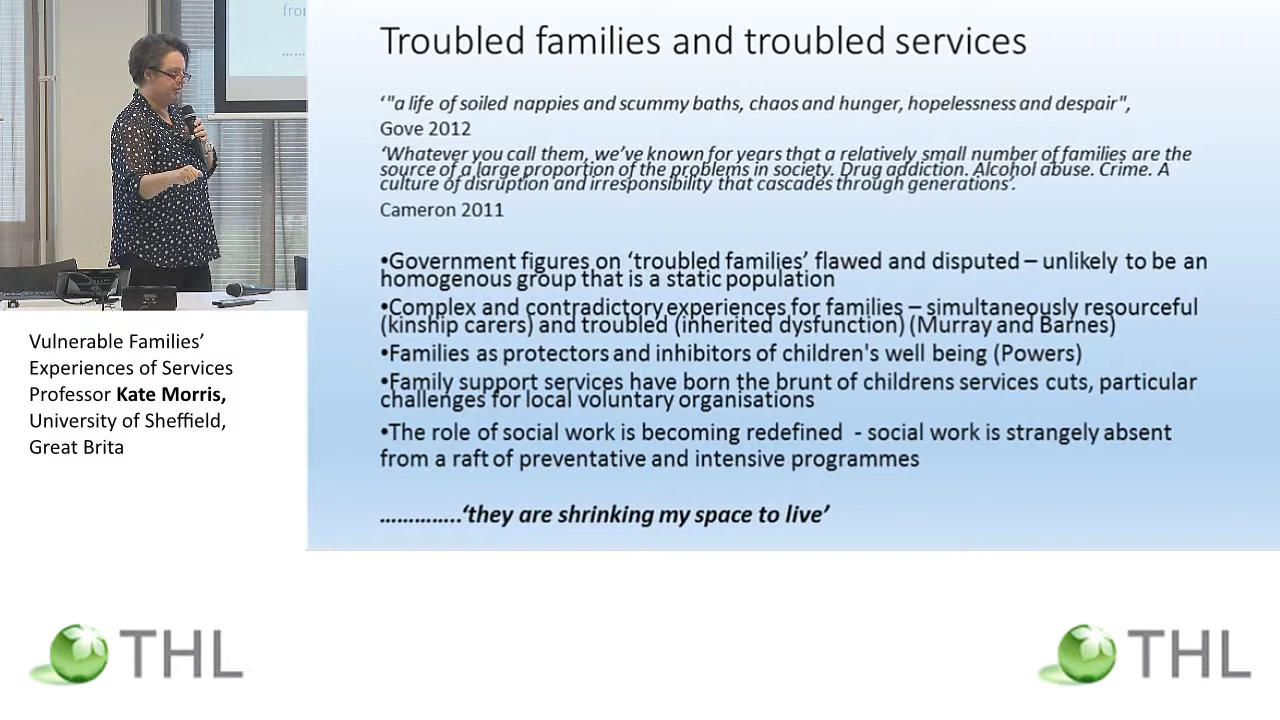 Troubled families and troubled services
‘"a life of soiled nappies and scummy baths, chaos and hunger, hopelessness and despair",
Gove 2012
‘Whatever you call them, we’ve known for years that a relatively small number of families are the
source of a large proportion of the problems in society. Drug addiction. Alcohol abuse. Crime. A
culture of disruption and irresponsibility that cascades through generations’.
Cameron 2011
•Government figures on ‘troubled families’ flawed and disputed – unlikely to be an
homogenous group that is a static population
•Complex and contradictory experiences for families – simultaneously resourceful
(kinship carers) and troubled (inherited dysfunction) (Murray and Barnes)
•Families as protectors and inhibitors of children's well being (Powers)
•Family support services have born the brunt of childrens services cuts, particular
challenges for local voluntary organisations
•The role of social work is becoming redefined - social work is strangely absent
from a raft of preventative and intensive programmes
…………..‘they are shrinking my space to live’
Vulnerable Families’
Experiences of Services
Professor Kate Morris,
University of Sheffield,
Great Brita
THL
THL